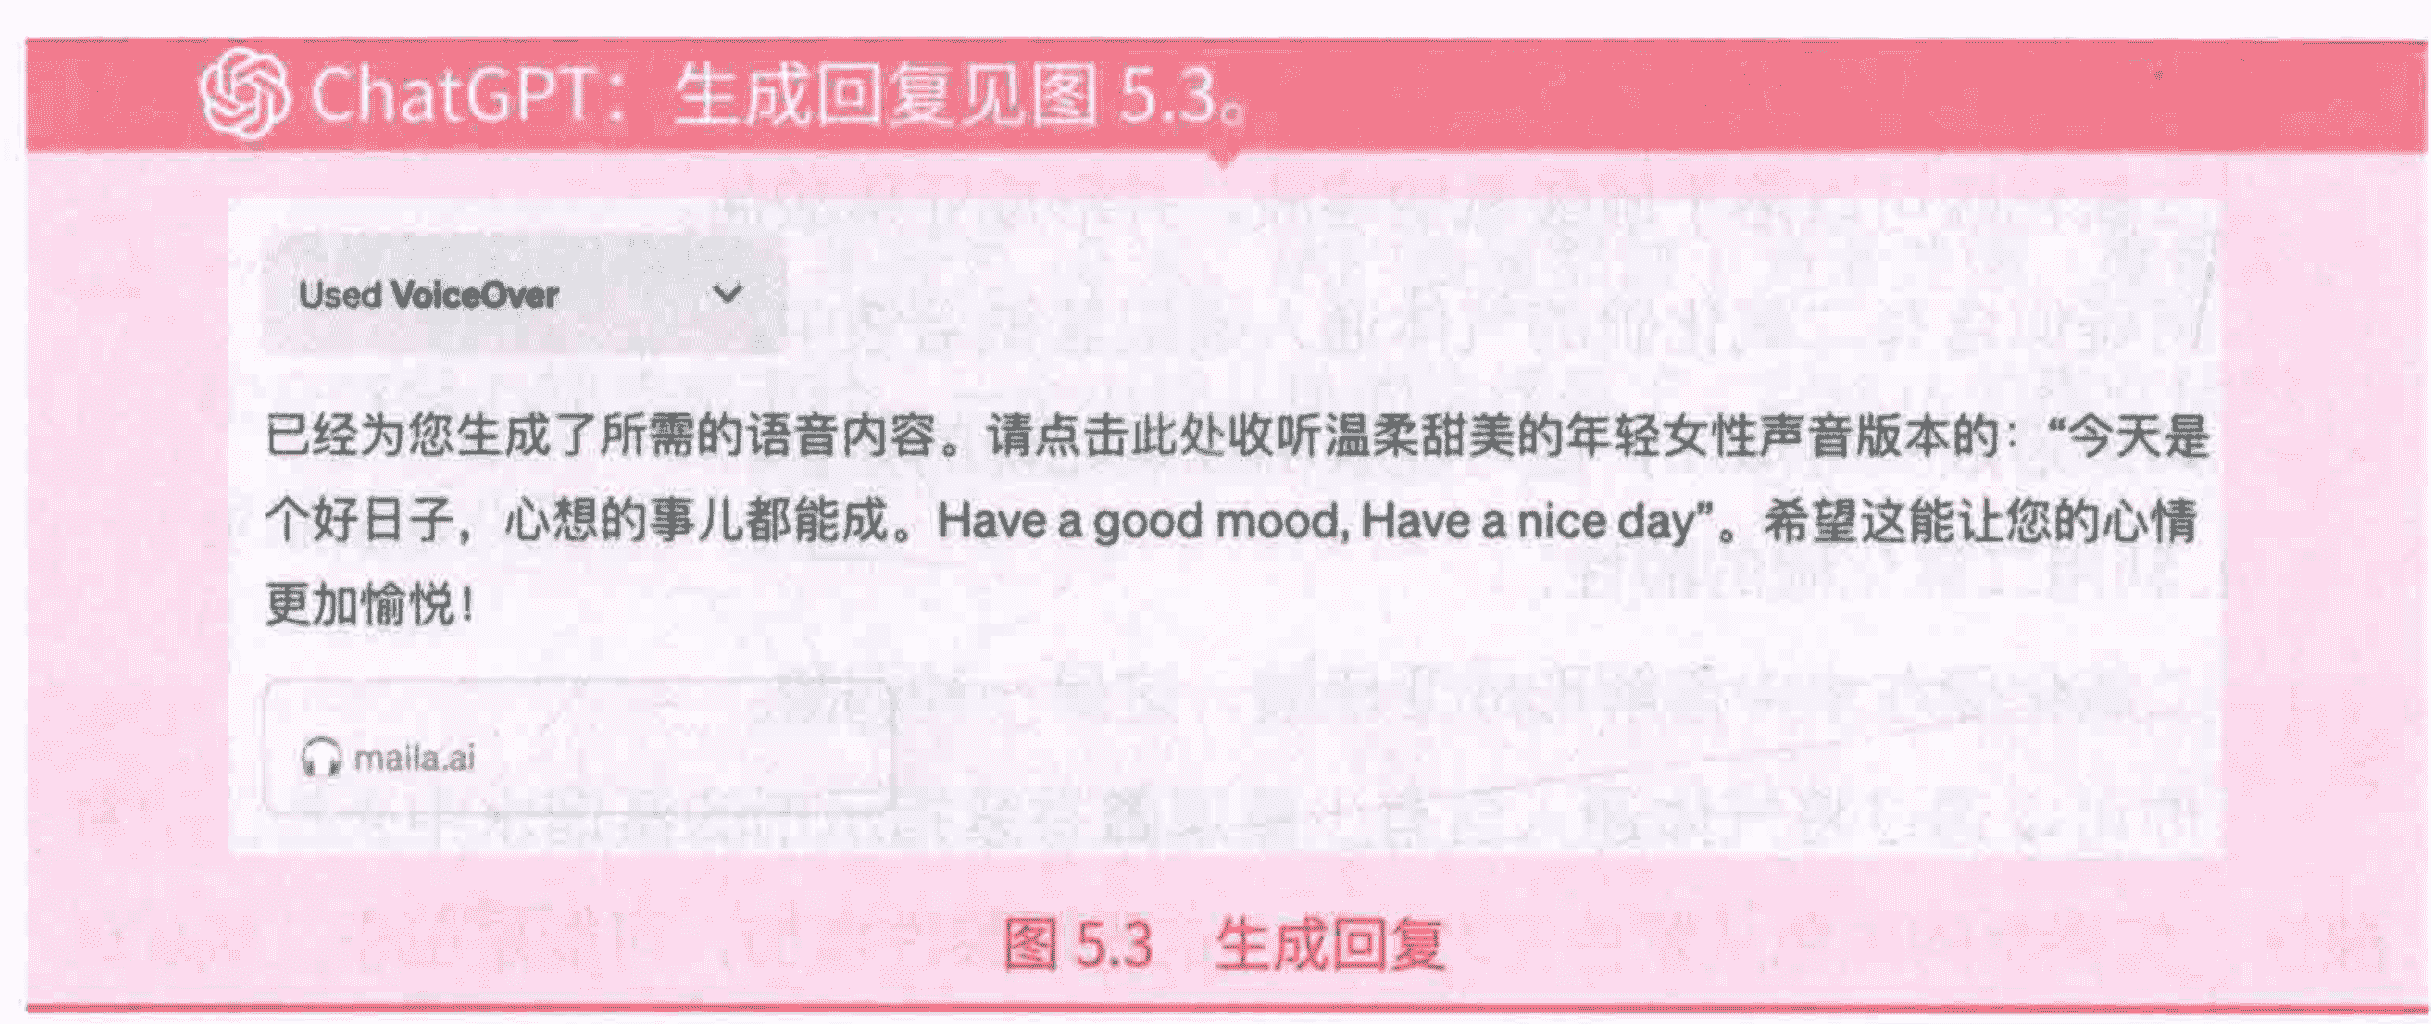 ChatGPT：生成回复见图 5.3。
Used VoiceOver
已经为您生成了所需的语音内容。请点击此处收听温柔甜美的年轻女性声音版本的：“今天是
个好日子，心想的事儿都能成。Have a good mood, Have a nice day”。希望这能让您的心情
更加愉悦！
maila.ai
图 5.3 生成回复